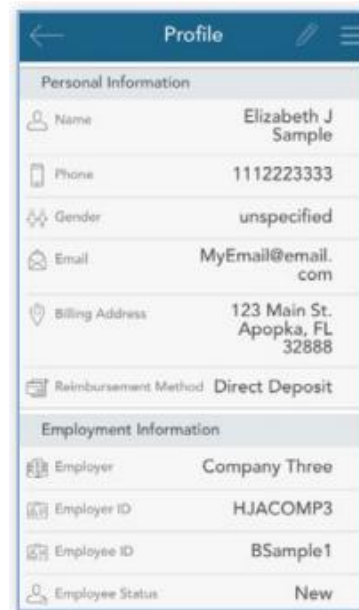 Profile
Personal Information
Name Elizabeth J
Sample
Phone 1112223333
Gender unspecified
Email MyEmail@email.
com
Billing Address 123 Main St.
Apopka, FL
32888
Reimbursement Method Direct Deposit
Employment Information
Employer Company Three
Employer ID HJACOMP3
Employee ID BSample1
Employee Status New